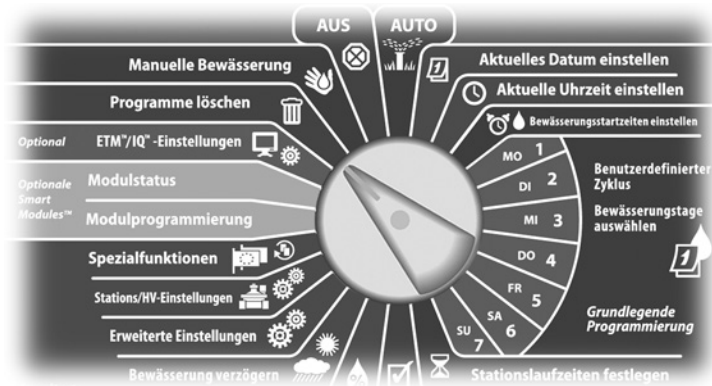 AUS
AUTO
Manuelle Bewässerung
Programme löschen
Optional
ETM™/IQ™ -Einstellungen
Optionale
Smart
Modules™
Modulstatus
Modulprogrammierung
Spezialfunktionen
Stations/HV-Einstellungen
Erweiterte Einstellungen
Bewässerung verzögern
%
1
Aktuelles Datum einstellen
Aktuelle Uhrzeit einstellen
Bewässerungsstartzeiten einstellen
MO 1
DI 2
MI 3
DO 4
FR 5
SA 6
SU 7
Benutzerdefinierter
Zyklus
Bewässerungstage
auswählen
1
Grundlegende
Programmierung
Stationslaufzeiten festlegen